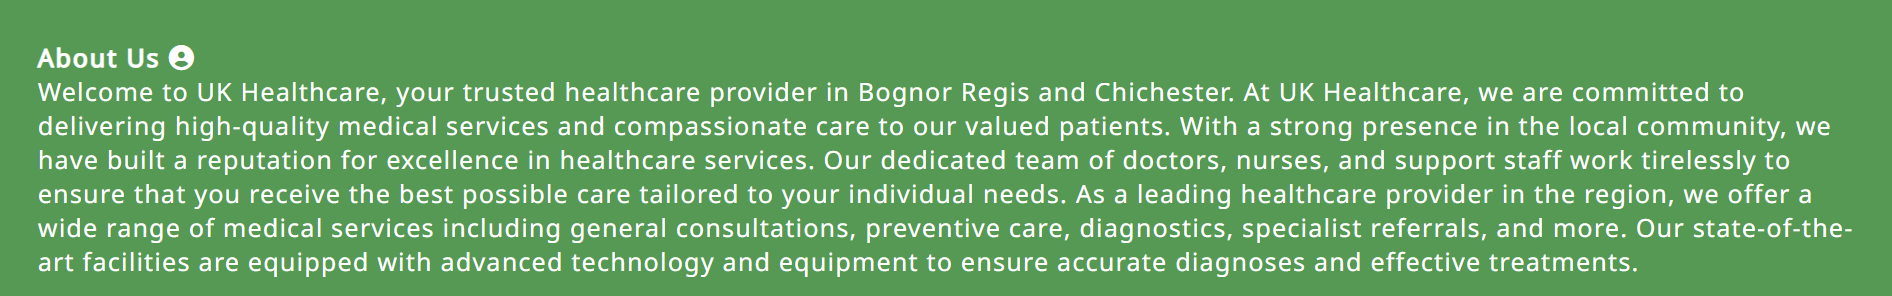 About Us
Welcome to UK Healthcare, your trusted healthcare provider in Bognor Regis and Chichester. At UK Healthcare, we are committed to
delivering high-quality medical services and compassionate care to our valued patients. With a strong presence in the local community, we
have built a reputation for excellence in healthcare services. Our dedicated team of doctors, nurses, and support staff work tirelessly to
ensure that you receive the best possible care tailored to your individual needs. As a leading healthcare provider in the region, we offer a
wide range of medical services including general consultations, preventive care, diagnostics, specialist referrals, and more. Our state-of-the-
art facilities are equipped with advanced technology and equipment to ensure accurate diagnoses and effective treatments.